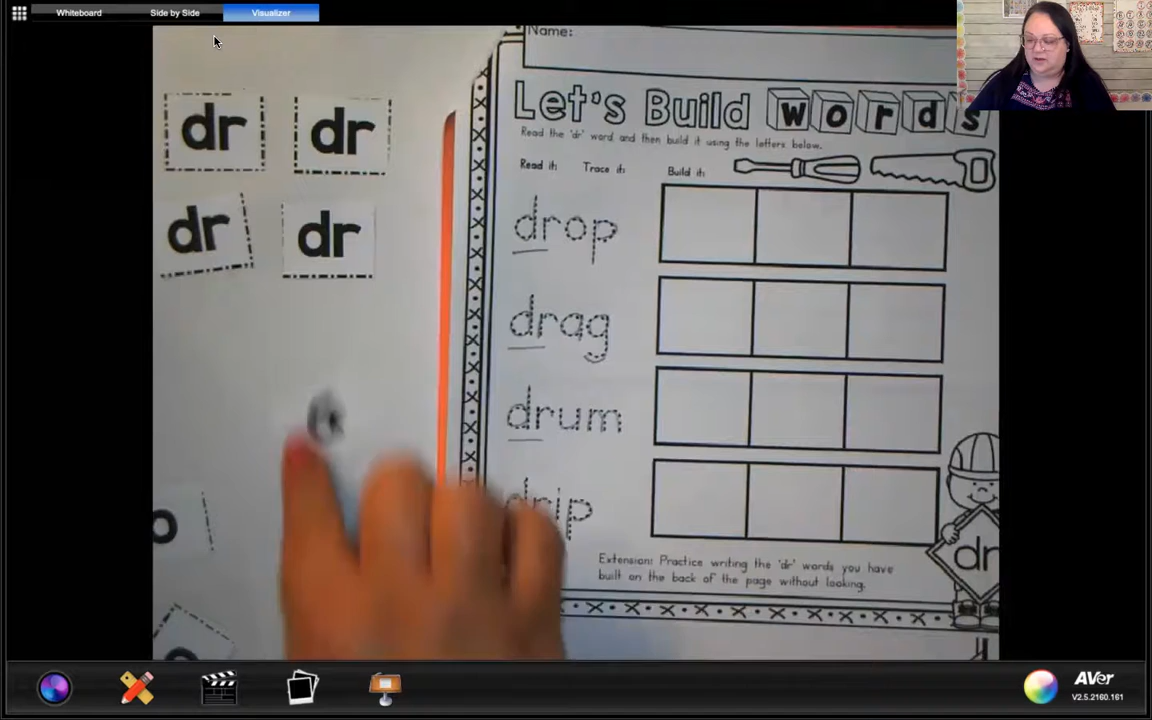 Whiteboard Side by Side Visualizer
Name:
Let's Build words
Read the 'dr' word and then build it using the letters below.
Read it: Trace it: Build it:
dr dr
dr dr
drop
drag
drum
drip
o
dr
Extension: Practice writing the 'dr' words you have
built on the back of the page without looking.
AVer
V2.5.2160.161